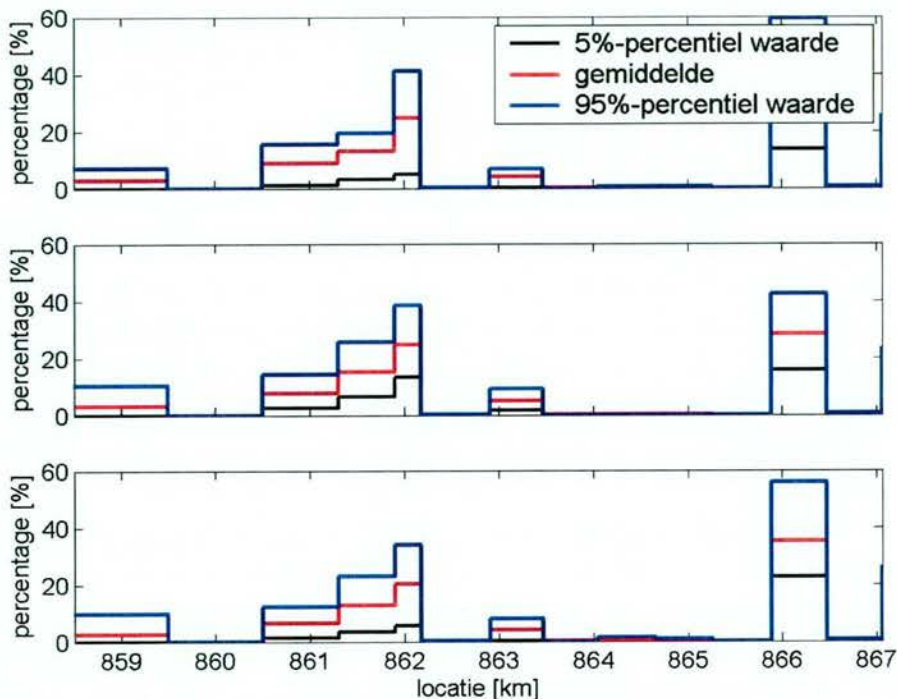 percentage [%]
60
40
20
0
5%-percentiel waarde
gemiddelde
95%-percentiel waarde
percentage [%]
60
40
20
0
percentage [%]
60
40
20
0
859 860 861 862 863 864 865 866 867
locatie [km]